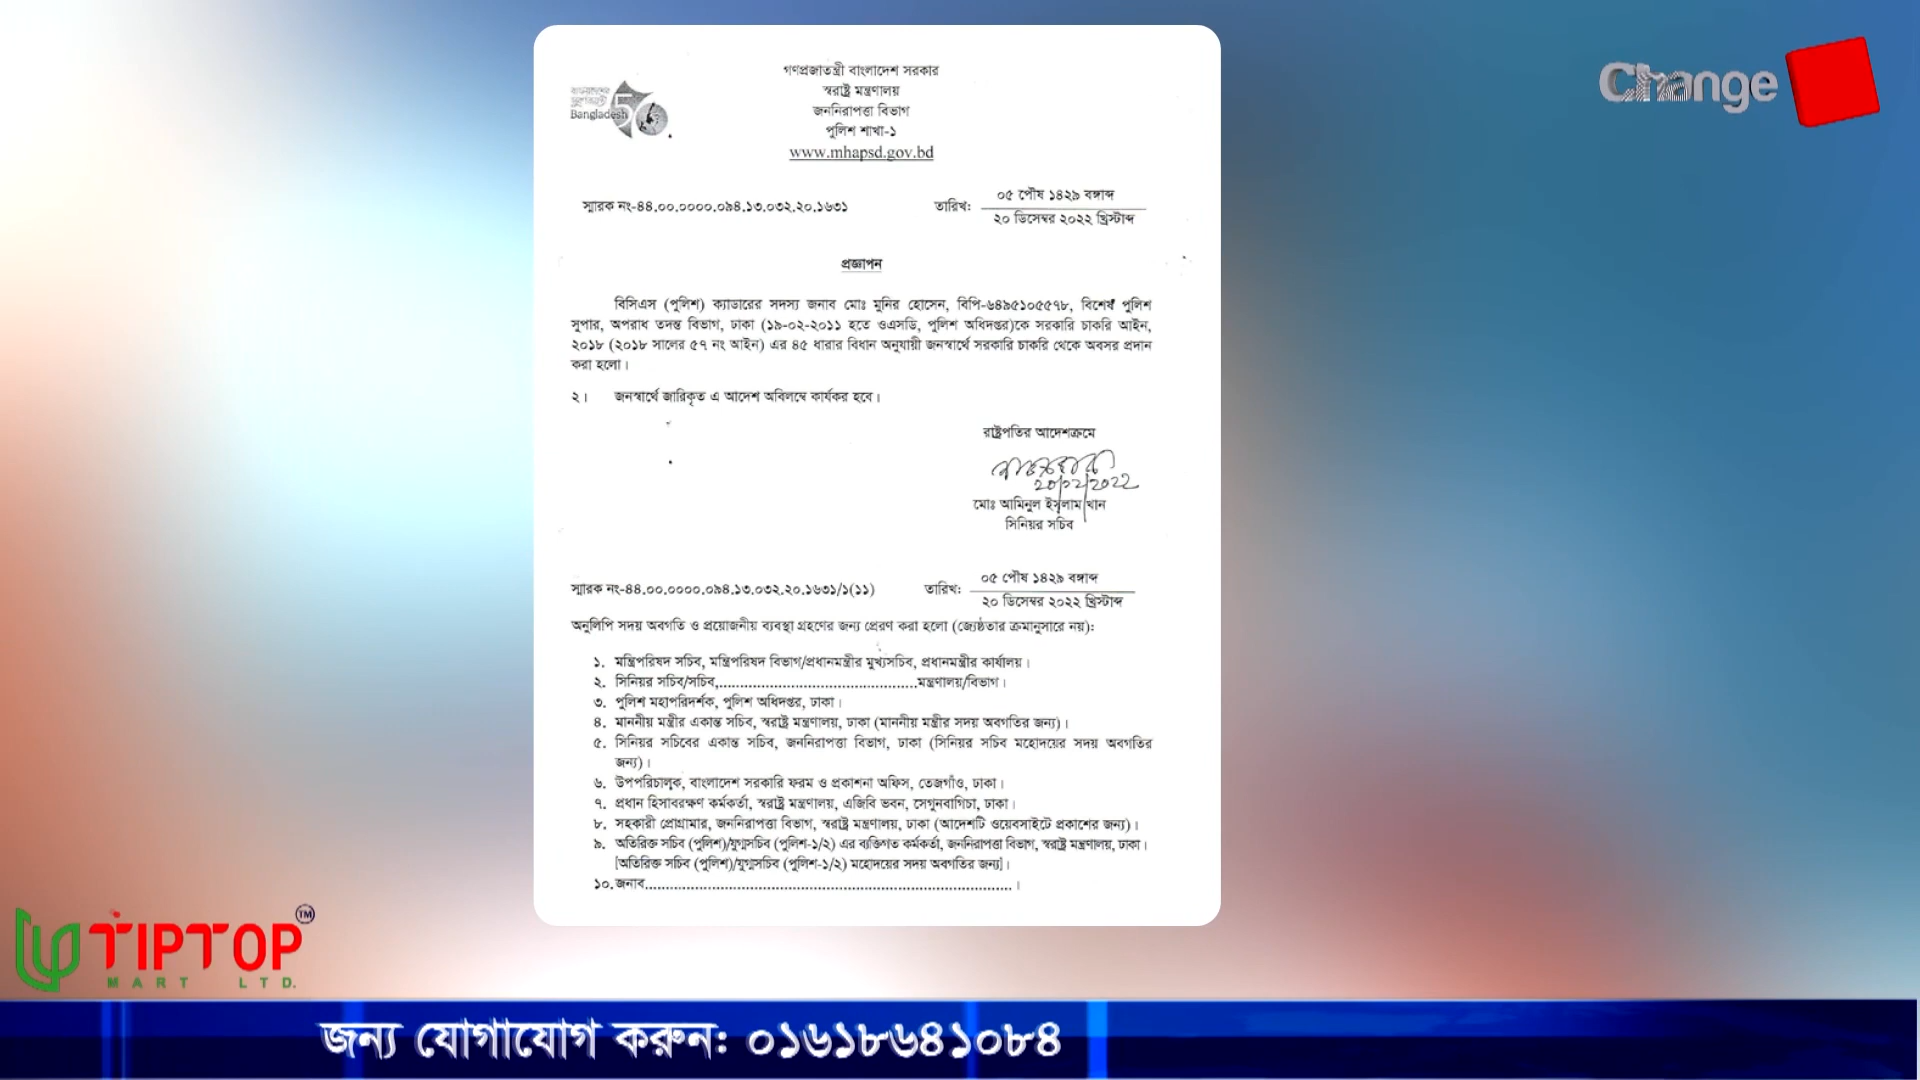 Change
গণপ্রজাতন্ত্রী বাংলাদেশ সরকার
স্বরাষ্ট্র মন্ত্রণালয়
জননিরাপত্তা বিভাগ
পুলিশ শাখা-১
www.mhapsd.gov.bd
Bangladesh 50
স্মারক নং-৪৪.০০.০০০০.০৯৪.১৩.০৩২.২০.১৬৩১
তারিখ: ০৫ পৌষ ১৪২৯ বঙ্গাব্দ
২০ ডিসেম্বর ২০২২ খ্রিস্টাব্দ
প্রজ্ঞাপন
বিসিএস (পুলিশ) ক্যাডারের সদস্য জনাব মোঃ মুনির হোসেন, বিপি-৬৪৯৫১০৫৫৭৮, বিশেষ পুলিশ
সুপার, অপরাধ তদন্ত বিভাগ, ঢাকা (১৯-০২-২০১১ হতে ওএসডি, পুলিশ অধিদপ্তর)কে সরকারি চাকরি আইন,
২০১৮ (২০১৮ সালের ৫৭ নং আইন) এর ৪৫ ধারার বিধান অনুযায়ী জনস্বার্থে সরকারি চাকরি থেকে অবসর প্রদান
করা হলো।
২। জনস্বার্থে জারিকৃত এ আদেশ অবিলম্বে কার্যকর হবে।
রাষ্ট্রপতির আদেশক্রমে
২০/১২/২০২২
মোঃ আমিনুল ইসলাম খান
সিনিয়র সচিব
স্মারক নং-৪৪.০০.০০০০.০৯৪.১৩.০৩২.২০.১৬৩১/১(১১)
তারিখ: ০৫ পৌষ ১৪২৯ বঙ্গাব্দ
২০ ডিসেম্বর ২০২২ খ্রিস্টাব্দ
অনুলিপি সদয় অবগতি ও প্রয়োজনীয় ব্যবস্থা গ্রহণের জন্য প্রেরণ করা হলো (জ্যেষ্ঠতার ক্রমানুসারে নয়):
১. মন্ত্রিপরিষদ সচিব, মন্ত্রিপরিষদ বিভাগ/প্রধানমন্ত্রীর মুখ্যসচিব, প্রধানমন্ত্রীর কার্যালয়।
২. সিনিয়র সচিব/সচিব,................................................মন্ত্রণালয়/বিভাগ।
৩. পুলিশ মহাপরিদর্শক, পুলিশ অধিদপ্তর, ঢাকা।
৪. মাননীয় মন্ত্রীর একান্ত সচিব, স্বরাষ্ট্র মন্ত্রণালয়, ঢাকা (মাননীয় মন্ত্রীর সদয় অবগতির জন্য)।
৫. সিনিয়র সচিবের একান্ত সচিব, জননিরাপত্তা বিভাগ, ঢাকা (সিনিয়র সচিব মহোদয়ের সদয় অবগতির
জন্য)।
৬. উপপরিচালক, বাংলাদেশ সরকারি ফরম ও প্রকাশনা অফিস, তেজগাঁও, ঢাকা।
৭. প্রধান হিসাবরক্ষণ কর্মকর্তা, স্বরাষ্ট্র মন্ত্রণালয়, এজিবি ভবন, সেগুনবাগিচা, ঢাকা।
৮. সহকারী প্রোগ্রামার, জননিরাপত্তা বিভাগ, স্বরাষ্ট্র মন্ত্রণালয়, ঢাকা (আদেশটি ওয়েবসাইটে প্রকাশের জন্য)।
৯. অতিরিক্ত সচিব (পুলিশ)/যুগ্মসচিব (পুলিশ-১/২) এর ব্যক্তিগত কর্মকর্তা, জননিরাপত্তা বিভাগ, স্বরাষ্ট্র মন্ত্রণালয়, ঢাকা।
[অতিরিক্ত সচিব (পুলিশ)/যুগ্মসচিব (পুলিশ-১/২) মহোদয়ের সদয় অবগতির জন্য]।
১০. জনাব.........................................................................................।
TIPTOP TM
MART LTD.
জন্য যোগাযোগ করুন: ০১৬১৮৬৪১০৮৪